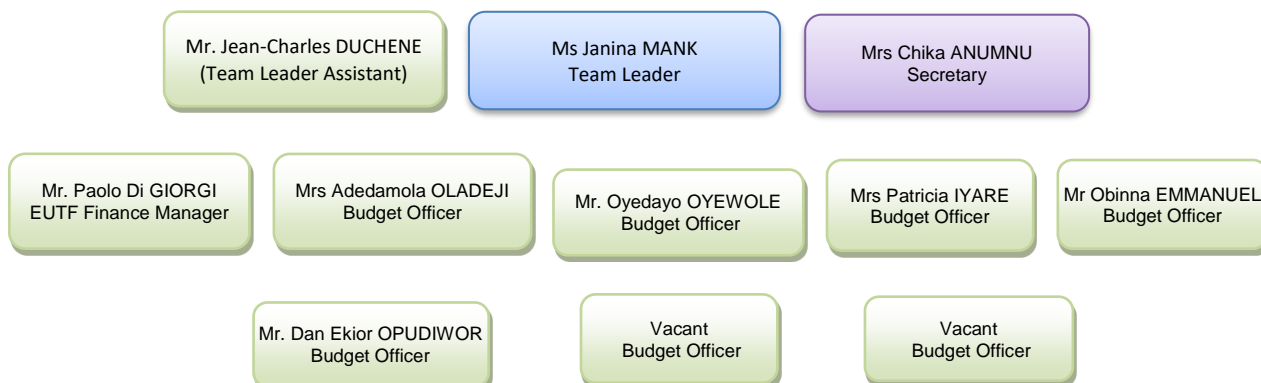 Mr. Jean-Charles DUCHENE
(Team Leader Assistant)
Ms Janina MANK
Team Leader
Mrs Chika ANUMNU
Secretary
Mr. Paolo Di GIORGI
EUTF Finance Manager
Mrs Adedamola OLADEJI
Budget Officer
Mr. Oyedayo OYEWOLE
Budget Officer
Mrs Patricia IYARE
Budget Officer
Mr Obinna EMMANUEL
Budget Officer
Mr. Dan Ekior OPUDIWOR
Budget Officer
Vacant
Budget Officer
Vacant
Budget Officer